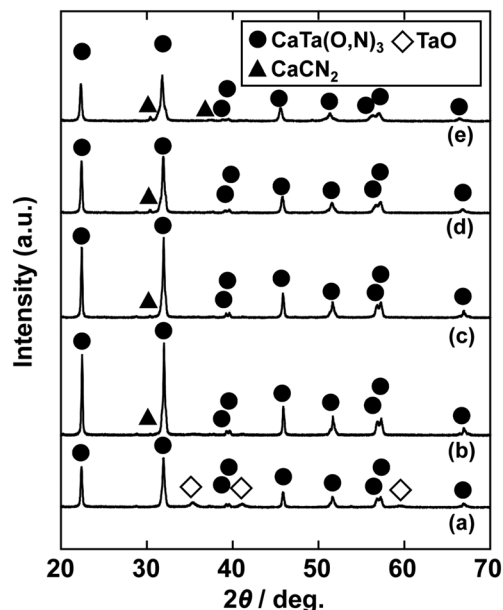 CaTa(O,N)₃ TaO
CaCN₂
(e)
(d)
(c)
(b)
(a)
Intensity (a.u.)
20 30 40 50 60 70
2θ / deg.